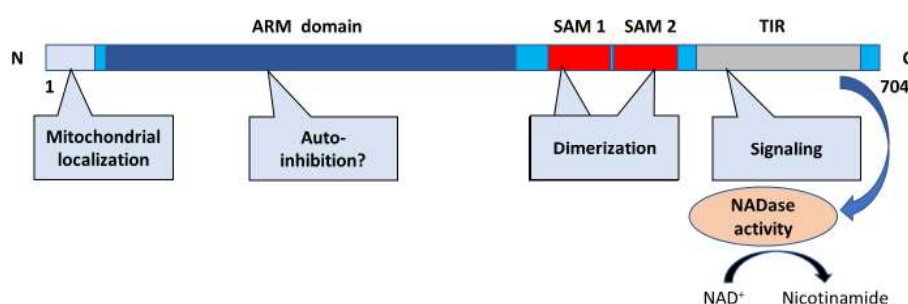 ARM domain SAM 1 SAM 2 TIR
N C
1 704
Mitochondrial
localization
Auto-
inhibition?
Dimerization
Signaling
NADase
activity
NAD+ Nicotinamide